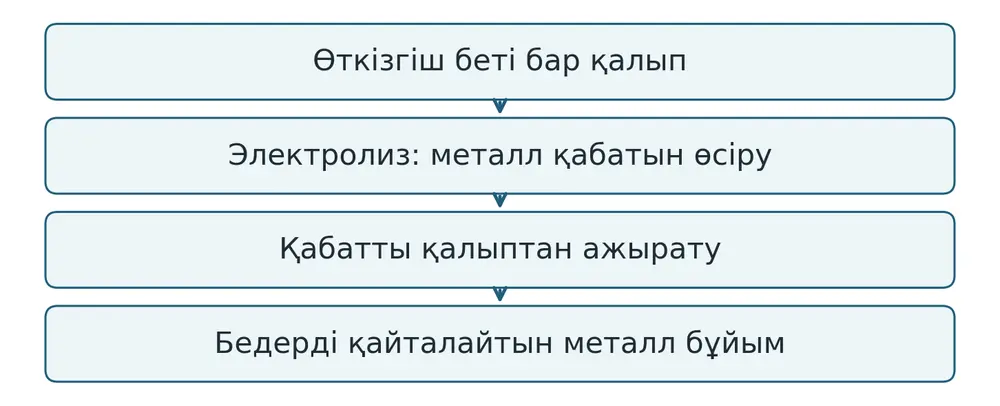 Өткізгіш беті бар қалып
Электролиз: металл қабатын өсіру
Қабатты қалыптан ажырату
Бедерді қайталайтын металл бұйым